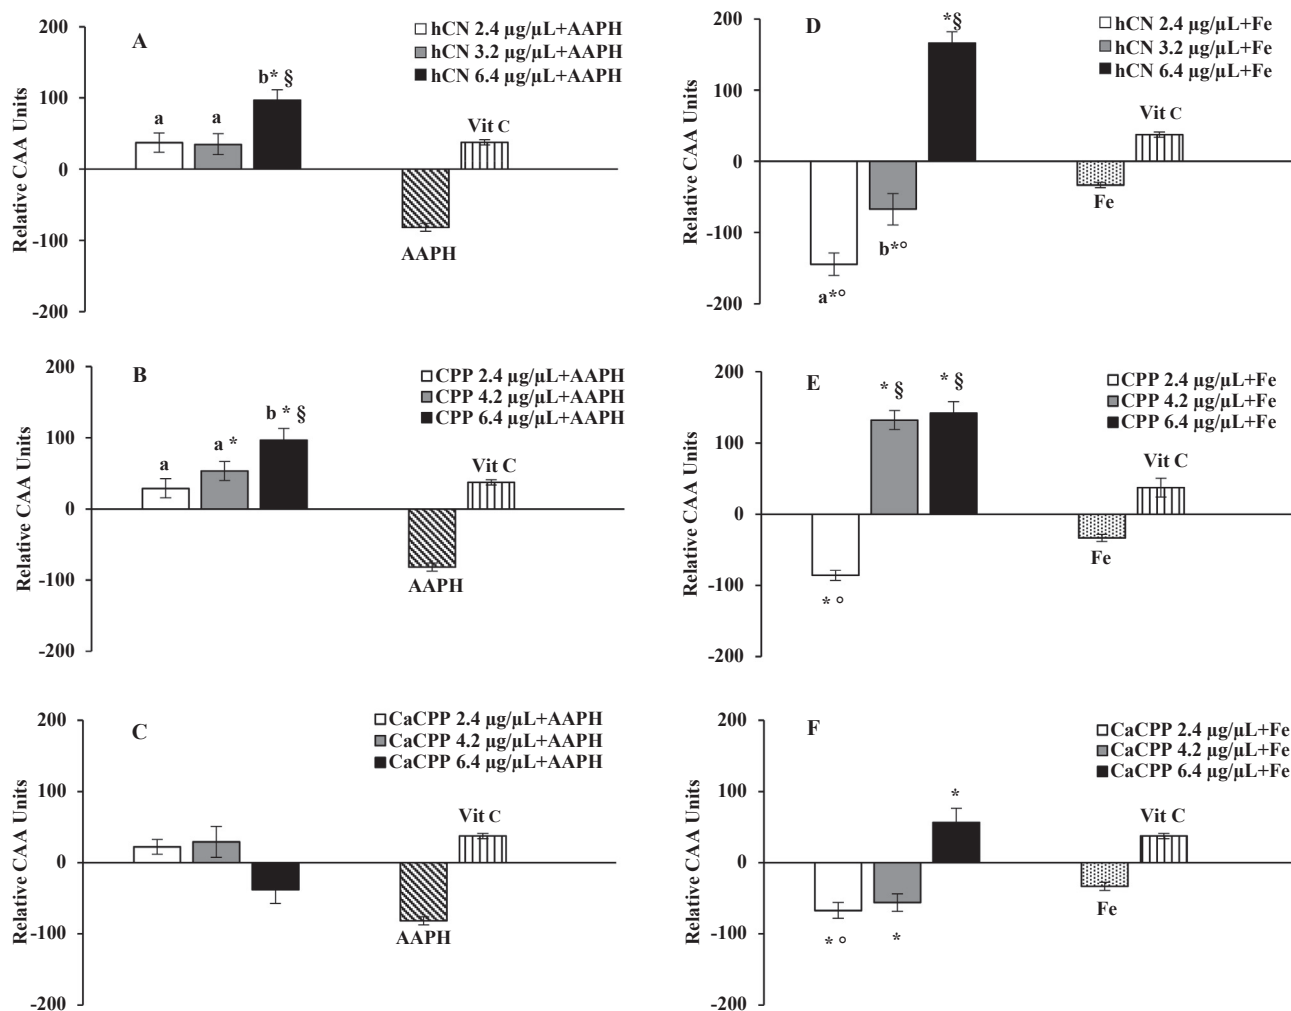 A
hCN 2.4 µg/µL+AAPH
hCN 3.2 µg/µL+AAPH
hCN 6.4 µg/µL+AAPH
Relative CAA Units
200
100
0
-100
-200
a
a
b* §
Vit C
AAPH
D
hCN 2.4 µg/µL+Fe
hCN 3.2 µg/µL+Fe
hCN 6.4 µg/µL+Fe
Relative CAA Units
200
100
0
-100
-200
*§
Vit C
Fe
b*°
a*°
B
CPP 2.4 µg/µL+AAPH
CPP 4.2 µg/µL+AAPH
CPP 6.4 µg/µL+AAPH
Relative CAA Units
200
100
0
-100
-200
a
a *
b * §
Vit C
AAPH
E
CPP 2.4 µg/µL+Fe
CPP 4.2 µg/µL+Fe
CPP 6.4 µg/µL+Fe
Relative CAA Units
200
100
0
-100
-200
* §
* §
Vit C
Fe
* °
C
CaCPP 2.4 µg/µL+AAPH
CaCPP 4.2 µg/µL+AAPH
CaCPP 6.4 µg/µL+AAPH
Relative CAA Units
200
100
0
-100
-200
Vit C
AAPH
F
CaCPP 2.4 µg/µL+Fe
CaCPP 4.2 µg/µL+Fe
CaCPP 6.4 µg/µL+Fe
Relative CAA Units
200
100
0
-100
-200
*
Vit C
Fe
* °
*